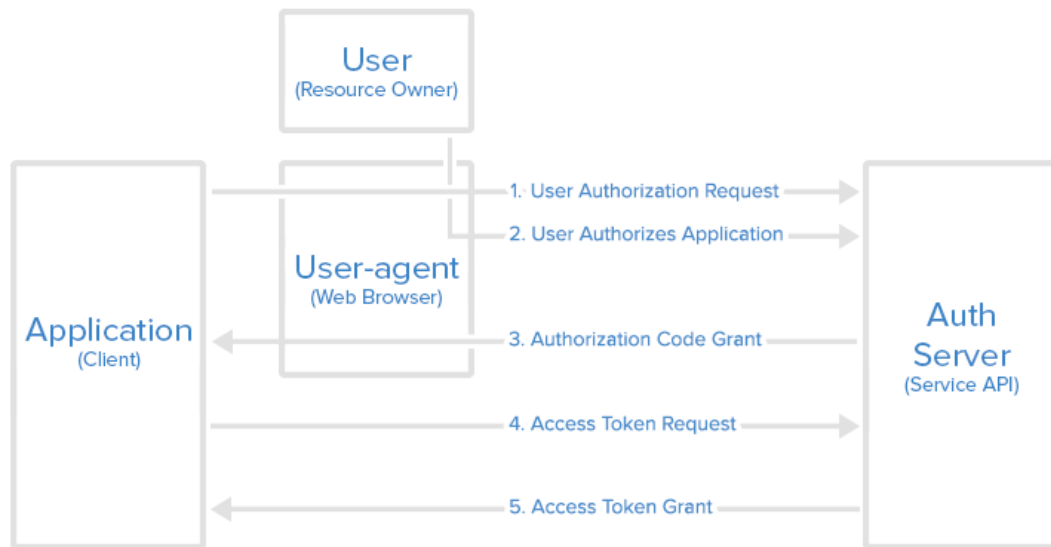 User
(Resource Owner)
1. User Authorization Request
2. User Authorizes Application
User-agent
(Web Browser)
Application
(Client)
3. Authorization Code Grant
Auth
Server
(Service API)
4. Access Token Request
5. Access Token Grant